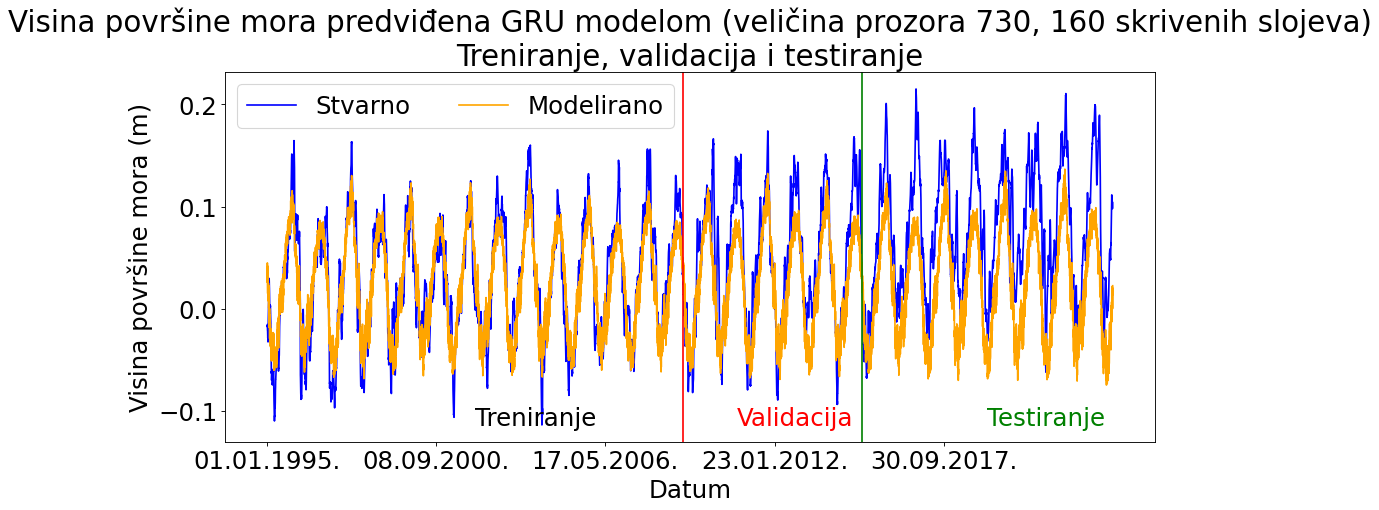 Visina površine mora predviđena GRU modelom (veličina prozora 730, 160 skrivenih slojeva)
Treniranje, validacija i testiranje
Stvarno
Modelirano
Visina površine mora (m)
0.2
0.1
0.0
−0.1
Treniranje
Validacija
Testiranje
01.01.1995.
08.09.2000.
17.05.2006.
23.01.2012.
30.09.2017.
Datum